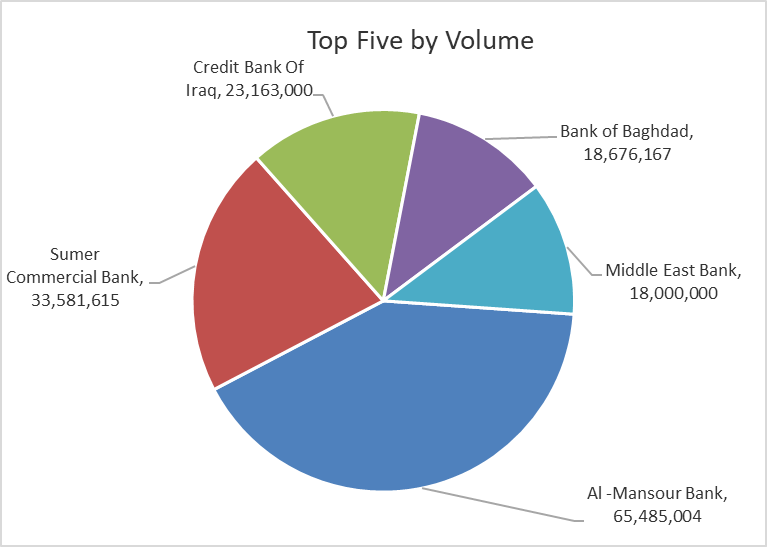 Top Five by Volume
Credit Bank Of
Iraq, 23,163,000
Bank of Baghdad,
18,676,167
Middle East Bank,
18,000,000
Sumer
Commercial Bank,
33,581,615
Al -Mansour Bank,
65,485,004